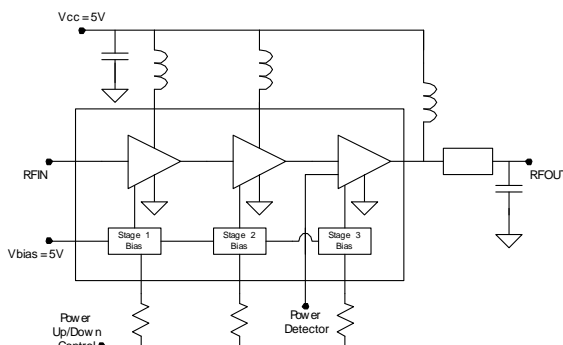 Vcc = 5V
RFIN
RFOUT
Vbias = 5V
Stage 1
Bias
Stage 2
Bias
Stage 3
Bias
Power
Up/Down
Control
Power
Detector